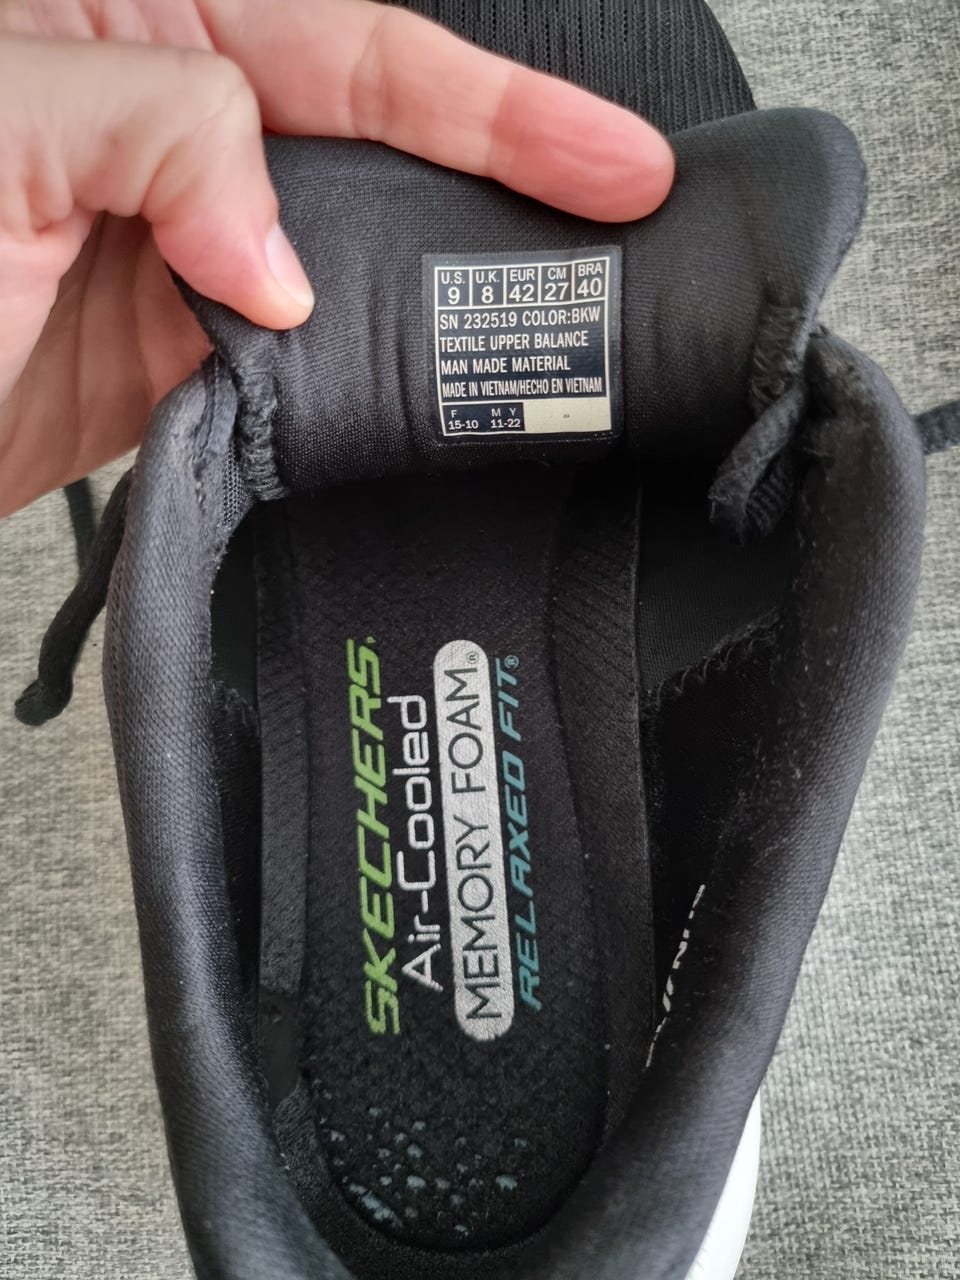 U.S. U.K. EUR CM BRA
9 8 42 27 40
SN 232519 COLOR:BKW
TEXTILE UPPER BALANCE
MAN MADE MATERIAL
MADE IN VIETNAM/HECHO EN VIETNAM
F M Y
15-10 11-22
SKECHERS
Air-Cooled
MEMORY FOAM®
RELAXED FIT®